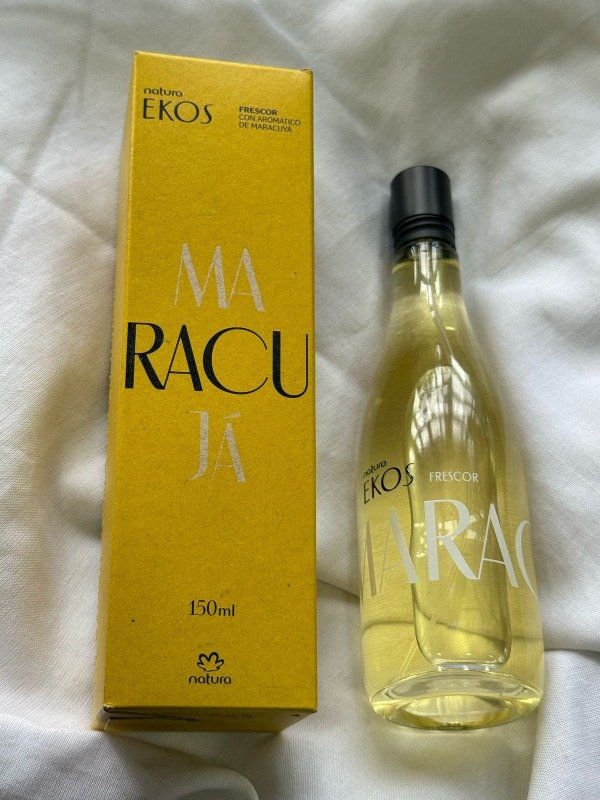 natura
EKOS
FRESCOR
CON AROMÁTICO
DE MARACUYÁ
MA
RACU
JÁ
150ml
natura
natura
EKOS
FRESCOR
MARAC